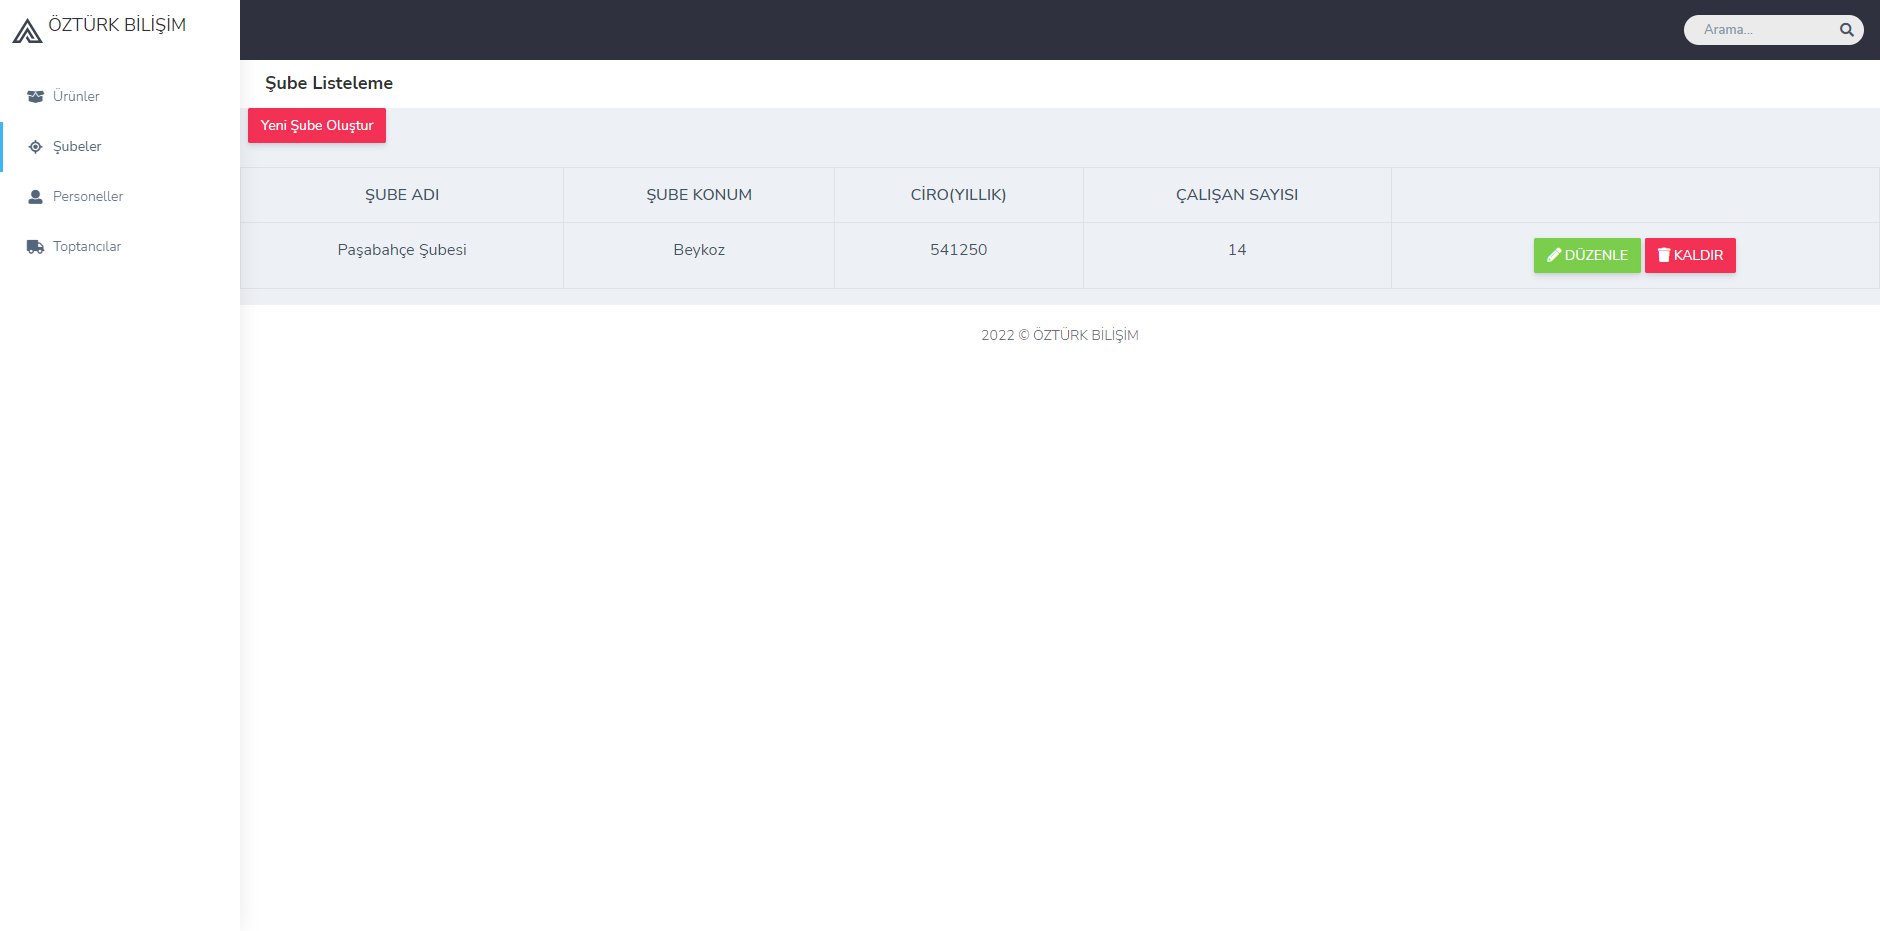 ÖZTÜRK BİLİŞİM
Arama...
Ürünler
Şubeler
Personeller
Toptancılar
Şube Listeleme
Yeni Şube Oluştur
ŞUBE ADI ŞUBE KONUM CİRO(YILLIK) ÇALIŞAN SAYISI
Paşabahçe Şubesi Beykoz 541250 14 DÜZENLE KALDIR
2022 © ÖZTÜRK BİLİŞİM